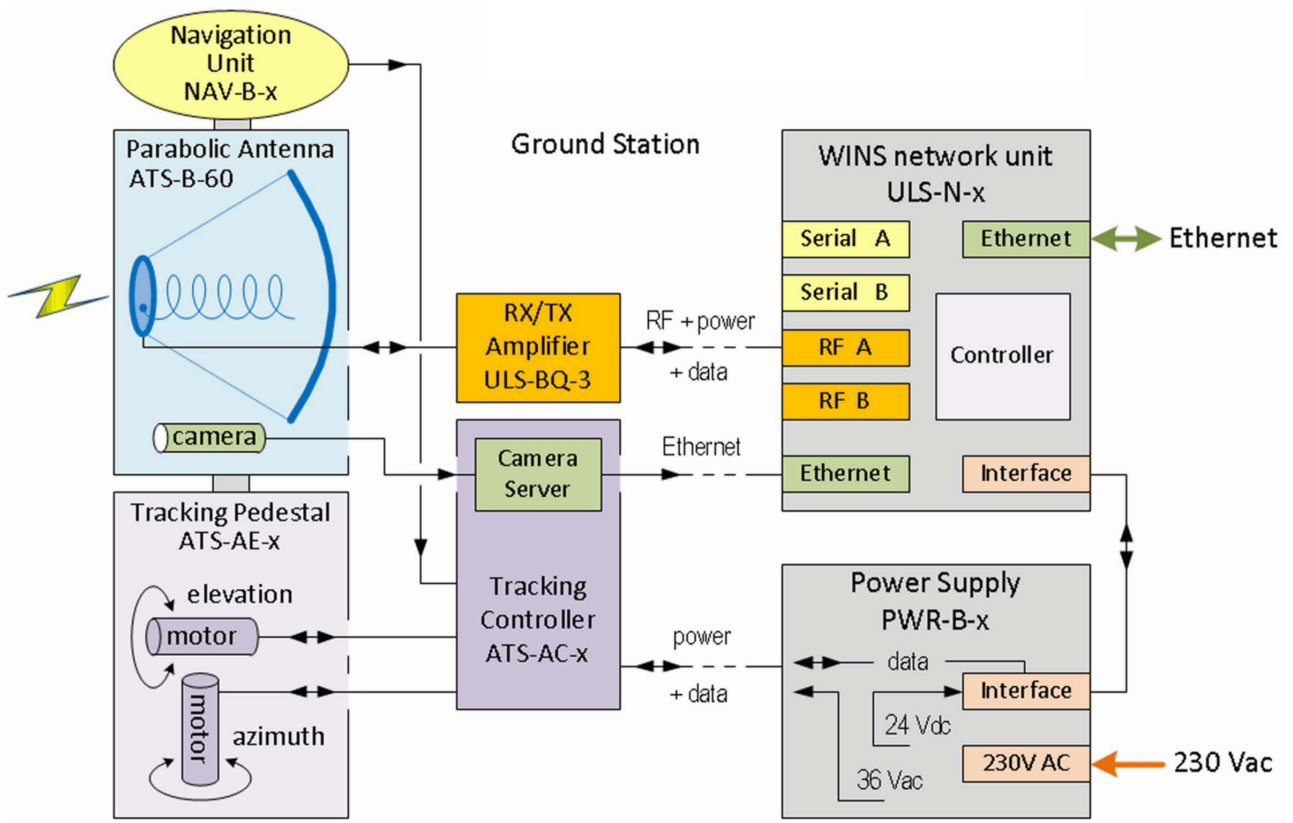 Navigation
Unit
NAV-B-x
Parabolic Antenna
ATS-B-60
camera
Tracking Pedestal
ATS-AE-x
elevation
motor
motor
azimuth
Ground Station
RX/TX
Amplifier
ULS-BQ-3
RF + power
+ data
Camera
Server
Ethernet
Tracking
Controller
ATS-AC-x
power
+ data
WINS network unit
ULS-N-x
Serial A
Ethernet
Ethernet
Serial B
RF A
Controller
RF B
Ethernet
Interface
Power Supply
PWR-B-x
data
Interface
24 Vdc
230V AC
230 Vac
36 Vac